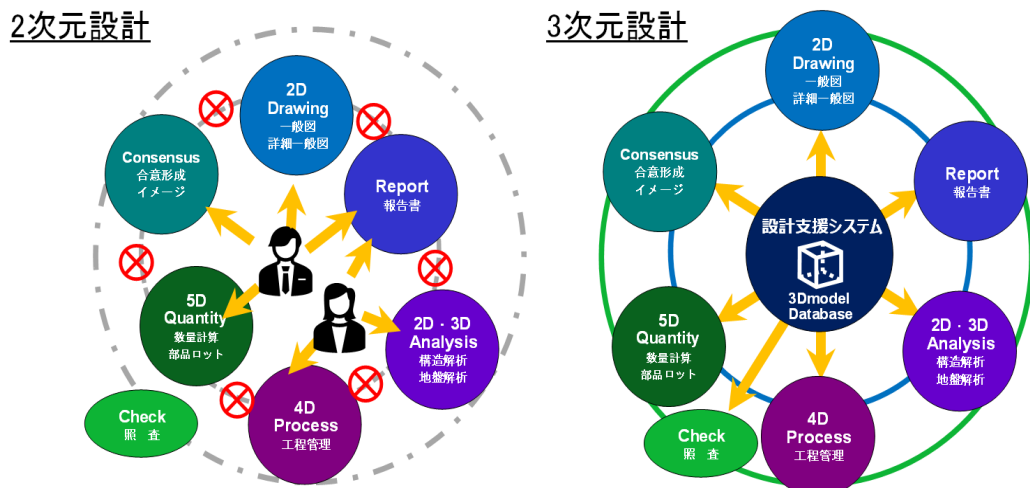 2次元設計
2D
Drawing
一般図
詳細一般図
Consensus
合意形成
イメージ
Report
報告書
5D
Quantity
数量計算
部品ロット
2D・3D
Analysis
構造解析
地盤解析
4D
Process
工程管理
Check
照　査
3次元設計
2D
Drawing
一般図
詳細一般図
Consensus
合意形成
イメージ
Report
報告書
設計支援システム
3Dmodel
Database
5D
Quantity
数量計算
部品ロット
2D・3D
Analysis
構造解析
地盤解析
4D
Process
工程管理
Check
照　査